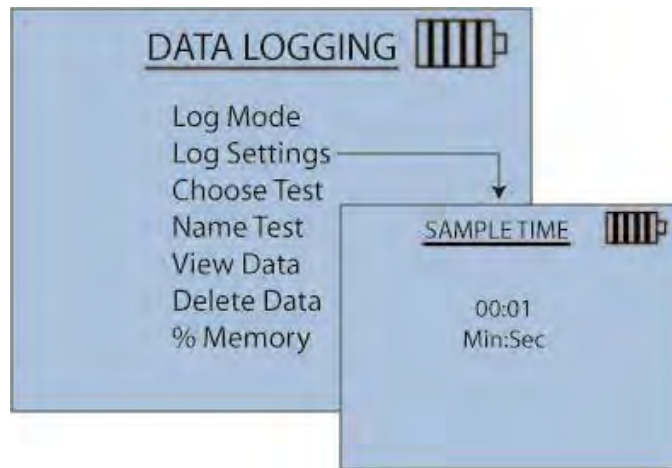 DATA LOGGING
Log Mode
Log Settings
Choose Test
Name Test
View Data
Delete Data
% Memory
SAMPLE TIME
00:01
Min:Sec